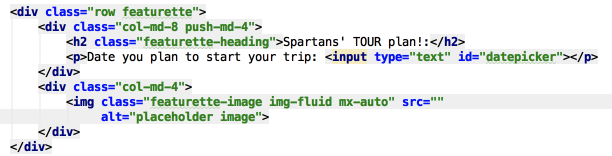 <div class="row featurette">
<div class="col-md-8 push-md-4">
<h2 class="featurette-heading">Spartans' TOUR plan!:</h2>
<p>Date you plan to start your trip: <input type="text" id="datepicker"></p>
</div>
<div class="col-md-4">
<img class="featurette-image img-fluid mx-auto" src=""
alt="placeholder image">
</div>
</div>